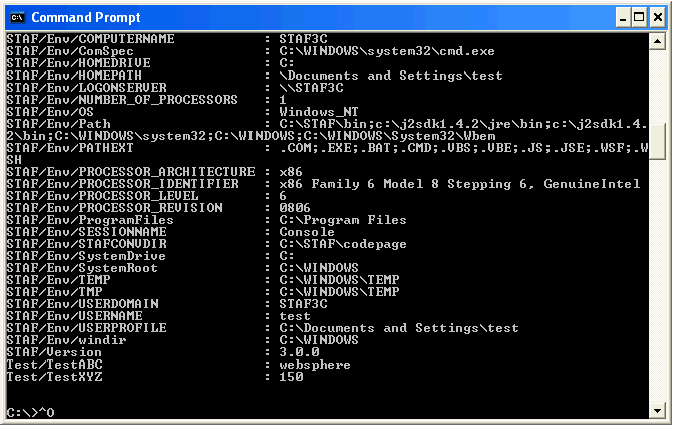 Command Prompt
STAF/Env/COMPUTERNAME : STAF3C
STAF/Env/ComSpec : C:\WINDOWS\system32\cmd.exe
STAF/Env/HOMEDRIVE : C:
STAF/Env/HOMEPATH : \Documents and Settings\test
STAF/Env/LOGONSERVER : \\STAF3C
STAF/Env/NUMBER_OF_PROCESSORS : 1
STAF/Env/OS : Windows_NT
STAF/Env/Path : C:\STAF\bin;c:\j2sdk1.4.2\jre\bin;c:\j2sdk1.4.
2\bin;C:\WINDOWS\system32;C:\WINDOWS;C:\WINDOWS\System32\Wbem
STAF/Env/PATHEXT : .COM;.EXE;.BAT;.CMD;.VBS;.VBE;.JS;.JSE;.WSF;.W
SH
STAF/Env/PROCESSOR_ARCHITECTURE : x86
STAF/Env/PROCESSOR_IDENTIFIER : x86 Family 6 Model 8 Stepping 6, GenuineIntel
STAF/Env/PROCESSOR_LEVEL : 6
STAF/Env/PROCESSOR_REVISION : 0806
STAF/Env/ProgramFiles : C:\Program Files
STAF/Env/SESSIONNAME : Console
STAF/Env/STAFCONVDIR : C:\STAF\codepage
STAF/Env/SystemDrive : C:
STAF/Env/SystemRoot : C:\WINDOWS
STAF/Env/TEMP : C:\WINDOWS\TEMP
STAF/Env/TMP : C:\WINDOWS\TEMP
STAF/Env/USERDOMAIN : STAF3C
STAF/Env/USERNAME : test
STAF/Env/USERPROFILE : C:\Documents and Settings\test
STAF/Env/windir : C:\WINDOWS
STAF/Version : 3.0.0
Test/TestABC : websphere
Test/TestXYZ : 150
C:\>^O